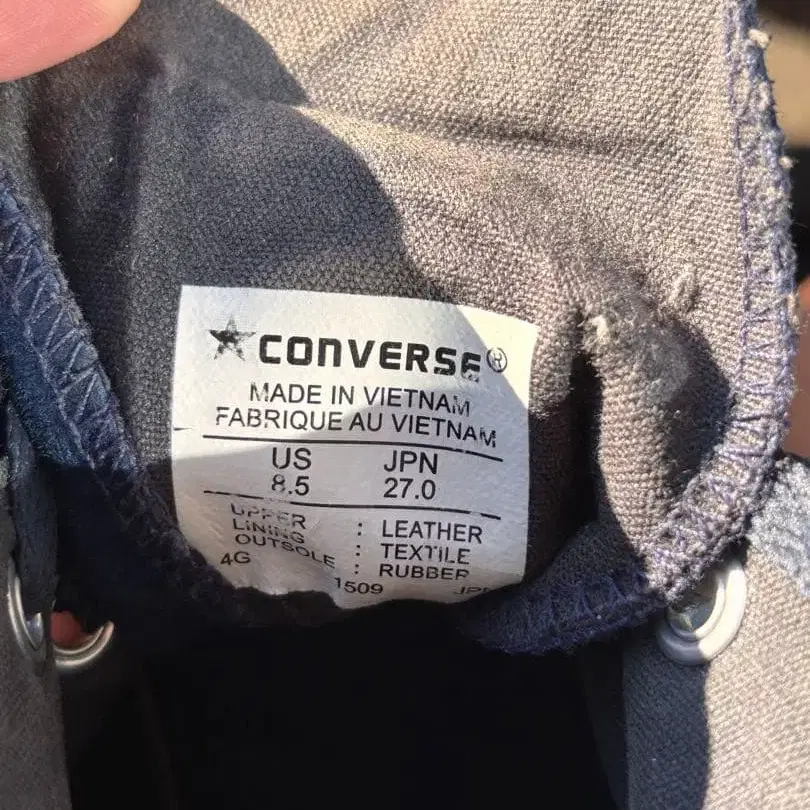 CONVERSE®
MADE IN VIETNAM
FABRIQUE AU VIETNAM
US JPN
8.5 27.0
UPPER : LEATHER
LINING : TEXTILE
OUTSOLE : RUBBER
4G 1509